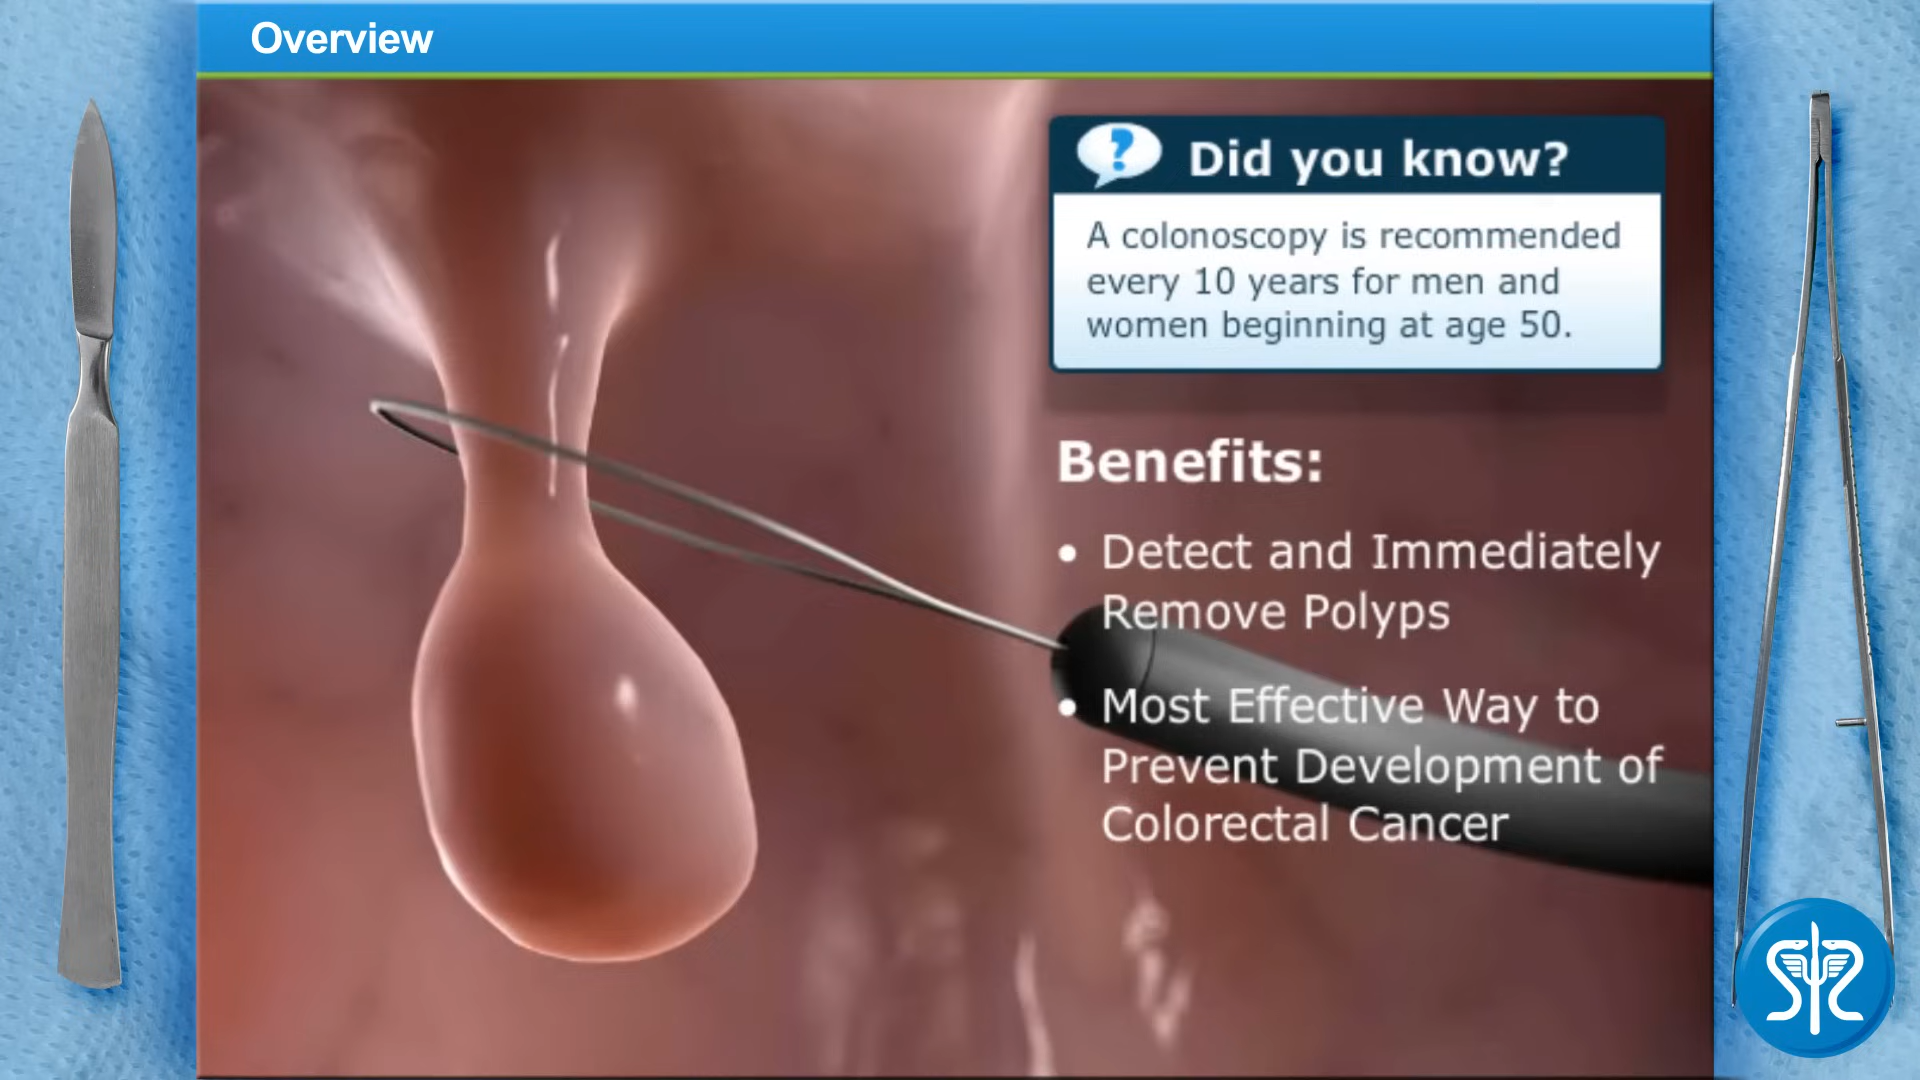 Overview
? Did you know?
A colonoscopy is recommended
every 10 years for men and
women beginning at age 50.
Benefits:
• Detect and Immediately
Remove Polyps
• Most Effective Way to
Prevent Development of
Colorectal Cancer